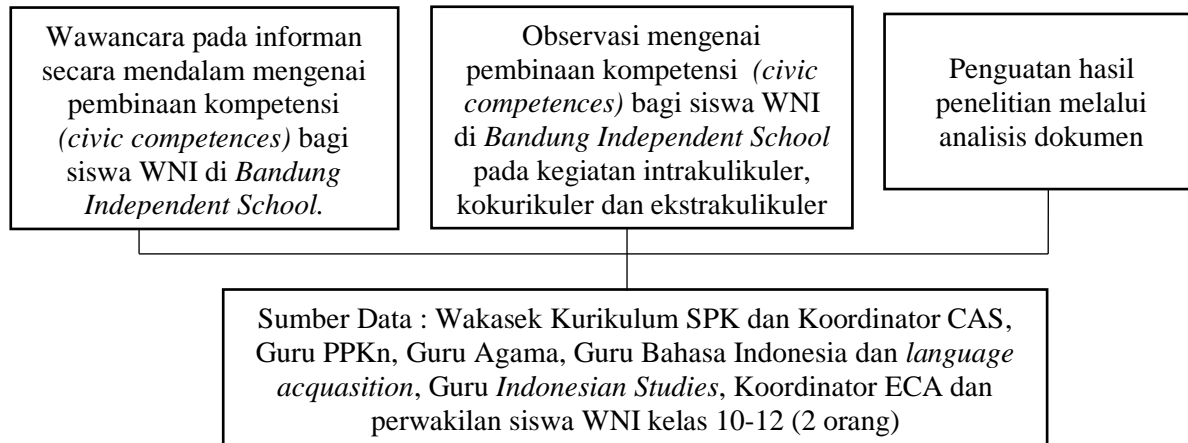 Wawancara pada informan
secara mendalam mengenai
pembinaan kompetensi
(civic competences) bagi
siswa WNI di Bandung
Independent School.
Observasi mengenai
pembinaan kompetensi (civic
competences) bagi siswa WNI
di Bandung Independent School
pada kegiatan intrakulikuler,
kokurikuler dan ekstrakulikuler
Penguatan hasil
penelitian melalui
analisis dokumen
Sumber Data : Wakasek Kurikulum SPK dan Koordinator CAS,
Guru PPKn, Guru Agama, Guru Bahasa Indonesia dan language
acquasition, Guru Indonesian Studies, Koordinator ECA dan
perwakilan siswa WNI kelas 10-12 (2 orang)